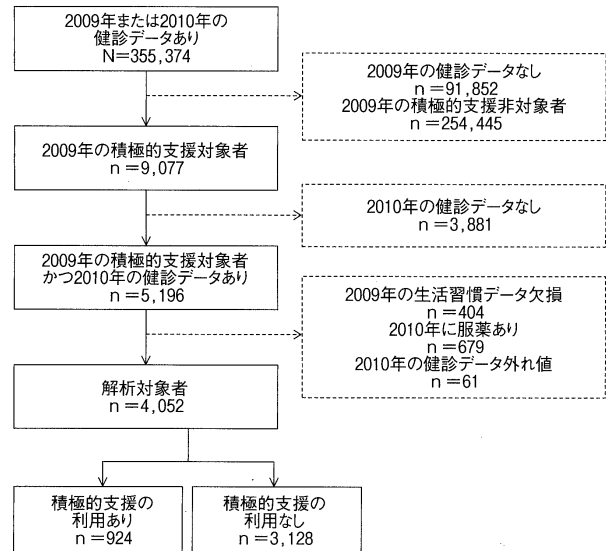 2009年または2010年の
健診データあり
N=355,374
2009年の健診データなし
n=91,852
2009年の積極的支援非対象者
n=254,445
2009年の積極的支援対象者
n=9,077
2010年の健診データなし
n=3,881
2009年の積極的支援対象者
かつ2010年の健診データあり
n=5,196
2009年の生活習慣データ欠損
n=404
2010年に服薬あり
n=679
2010年の健診データ外れ値
n=61
解析対象者
n=4,052
積極的支援の
利用あり
n=924
積極的支援の
利用なし
n=3,128